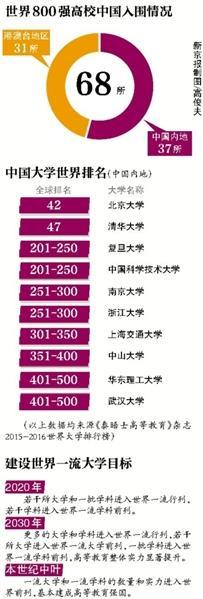 世界800强高校中国入围情况
港澳台地区
31所
68所
中国内地
37所
新京报制图/高俊夫
中国大学世界排名(中国内地)
全球排名 大学名称
42 北京大学
47 清华大学
201-250 复旦大学
201-250 中国科学技术大学
251-300 南京大学
251-300 浙江大学
301-350 上海交通大学
351-400 中山大学
401-500 华东理工大学
401-500 武汉大学
(以上数据均来源《泰晤士高等教育》杂志
2015-2016世界大学排行榜)
建设世界一流大学目标
2020年
若干所大学和一批学科进入世界一流行列,
若干学科进入世界一流学科前列。
2030年
更多的大学和学科进入世界一流行列,若干
所大学进入世界一流大学前列,一批学科进入世
界一流学科前列,高等教育整体实力显著提升。
本世纪中叶
一流大学和一流学科的数量和实力进入世
界前列,基本建成高等教育强国。